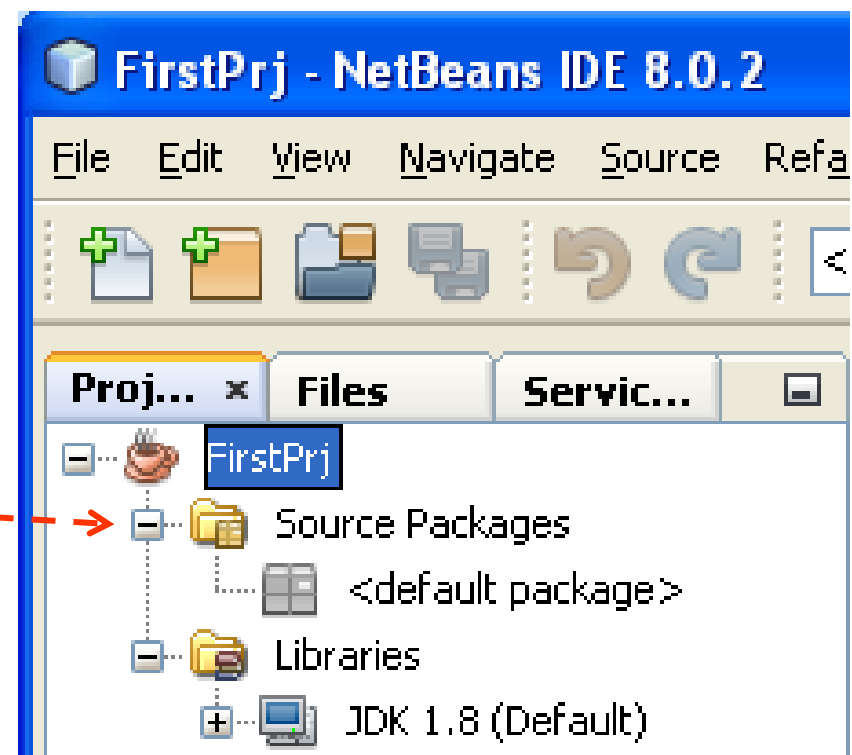 FirstPrj - NetBeans IDE 8.0.2
File Edit View Navigate Source Refa
<
Proj... × Files Servic...
FirstPrj
Source Packages
<default package>
Libraries
JDK 1.8 (Default)